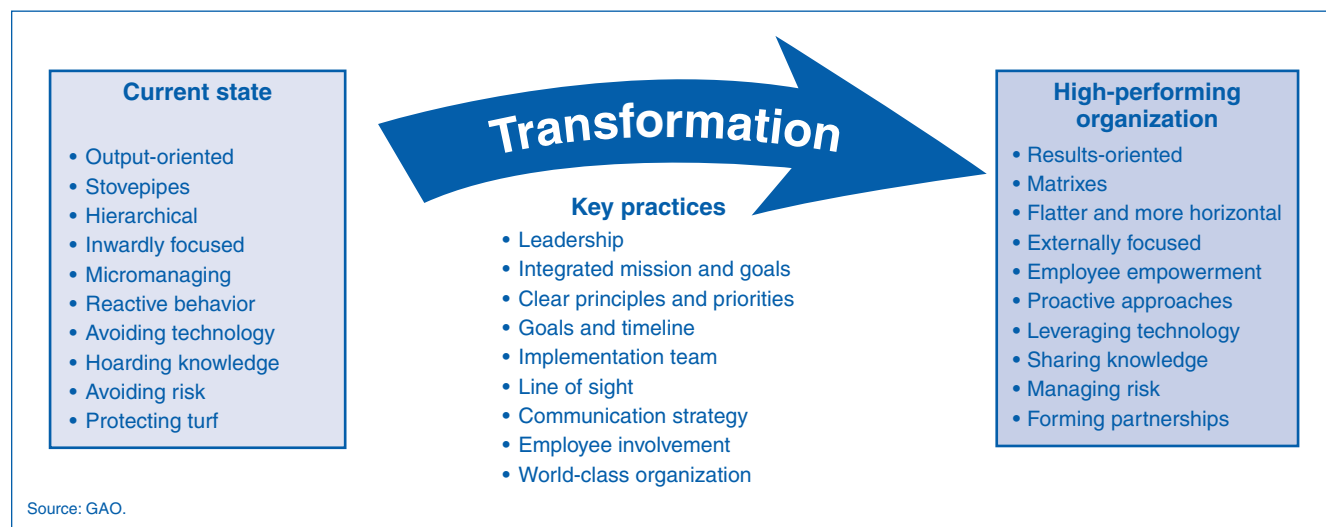 Current state
• Output-oriented
• Stovepipes
• Hierarchical
• Inwardly focused
• Micromanaging
• Reactive behavior
• Avoiding technology
• Hoarding knowledge
• Avoiding risk
• Protecting turf
Transformation
Key practices
• Leadership
• Integrated mission and goals
• Clear principles and priorities
• Goals and timeline
• Implementation team
• Line of sight
• Communication strategy
• Employee involvement
• World-class organization
High-performing
organization
• Results-oriented
• Matrixes
• Flatter and more horizontal
• Externally focused
• Employee empowerment
• Proactive approaches
• Leveraging technology
• Sharing knowledge
• Managing risk
• Forming partnerships
Source: GAO.